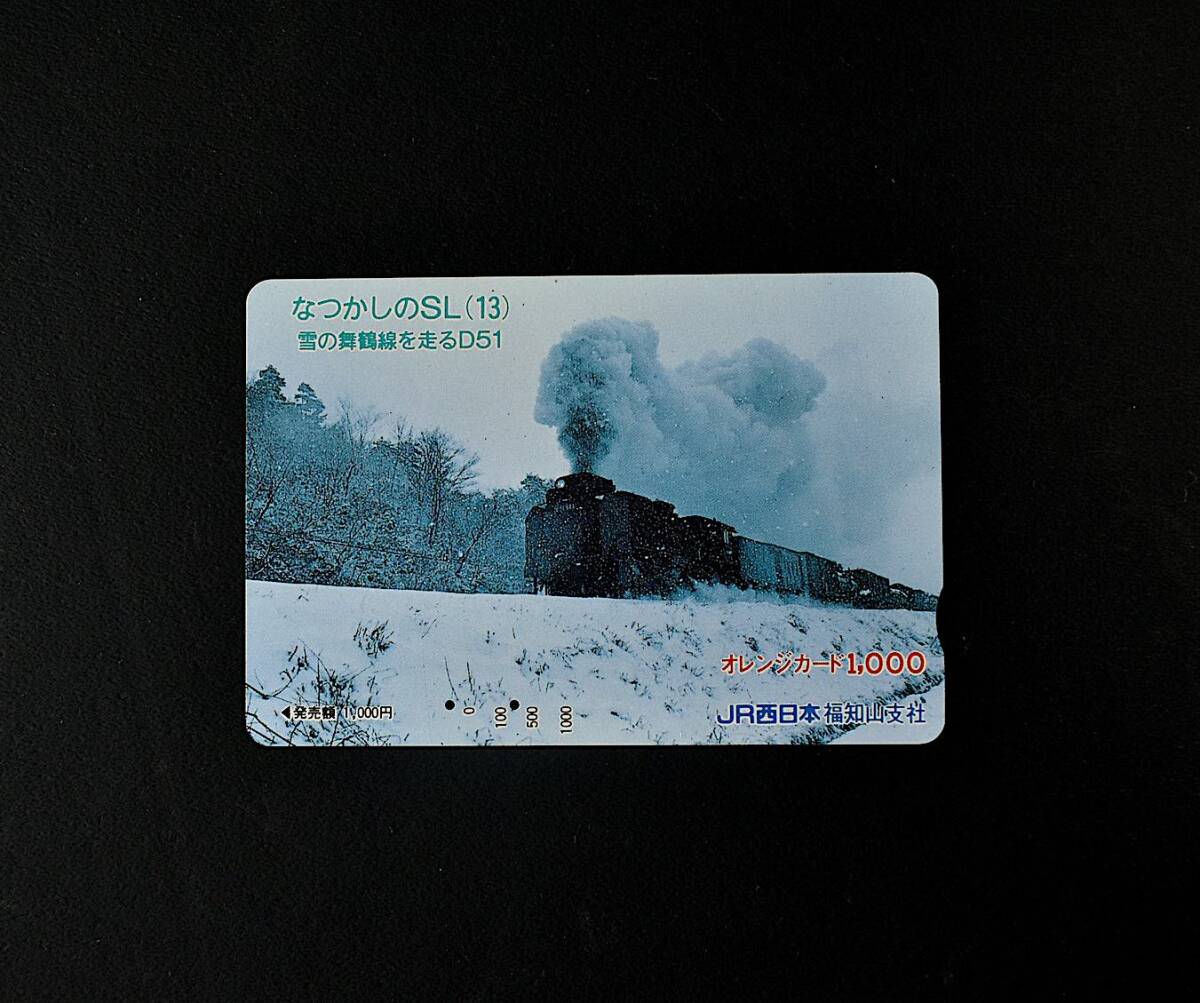 なつかしのSL(13)
雪の舞鶴線を走るD51
オレンジカード1,000
◀発売額 1,000円
0
100
500
1000
JR西日本 福知山支社